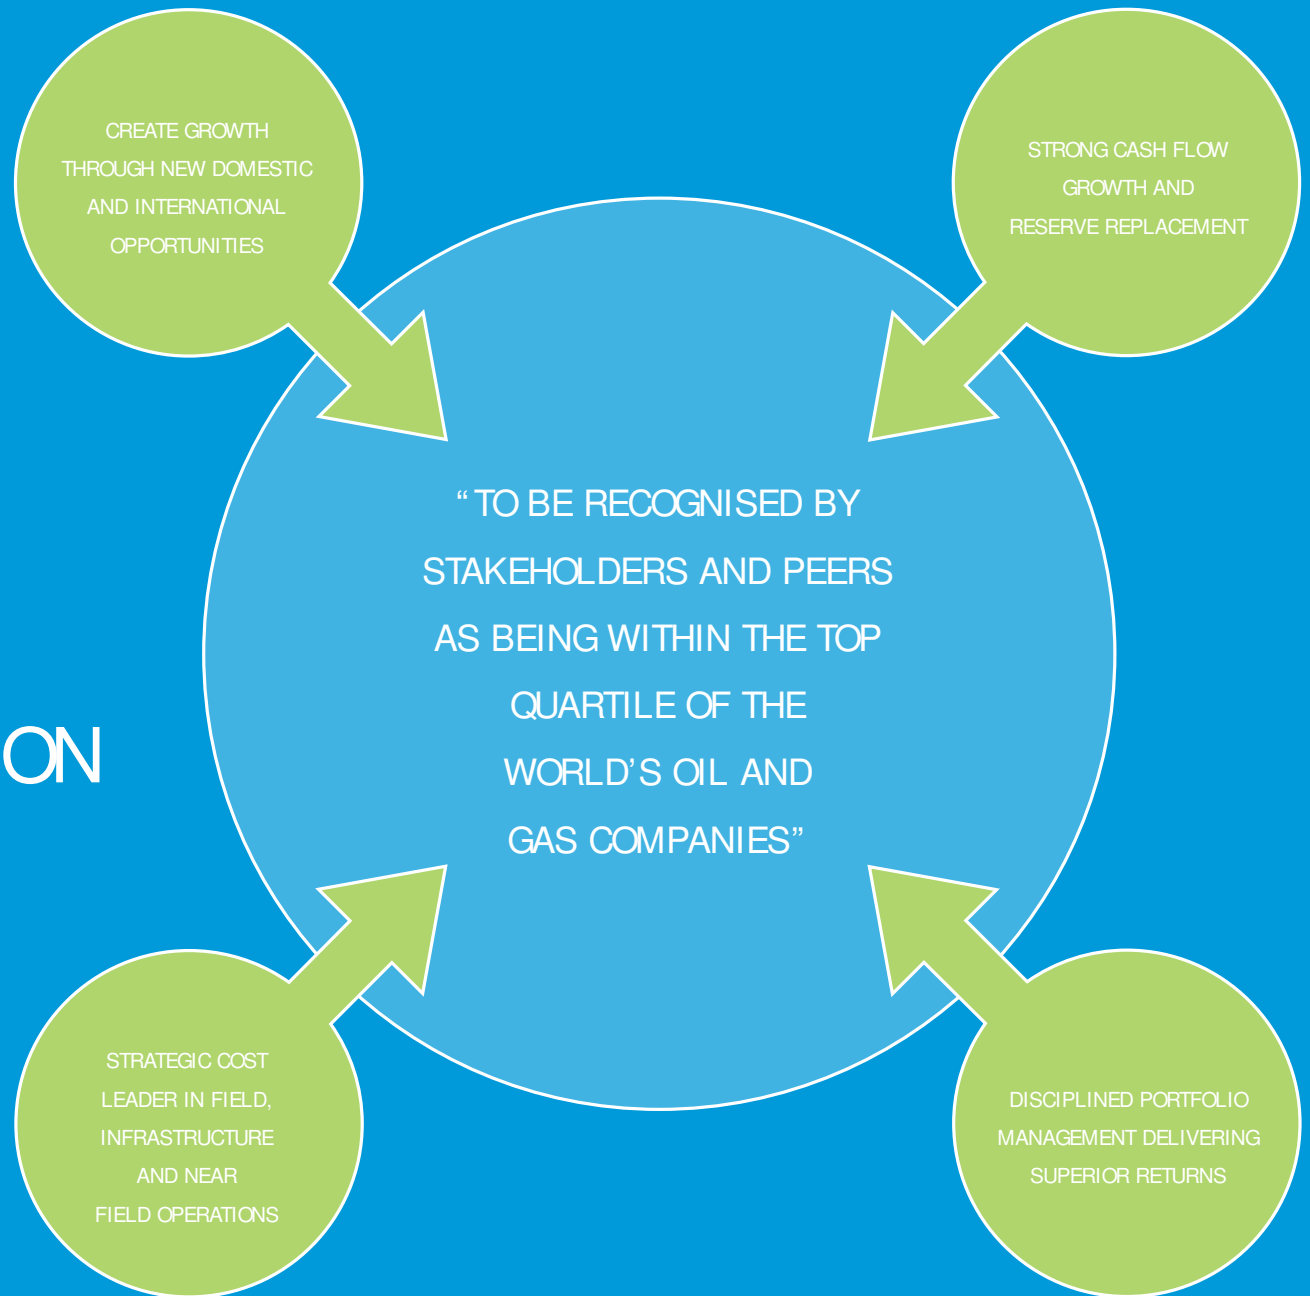 CREATE GROWTH
THROUGH NEW DOMESTIC
AND INTERNATIONAL
OPPORTUNITIES
STRONG CASH FLOW
GROWTH AND
RESERVE REPLACEMENT
“TO BE RECOGNISED BY
STAKEHOLDERS AND PEERS
AS BEING WITHIN THE TOP
QUARTILE OF THE
WORLD’S OIL AND
GAS COMPANIES”
ON
STRATEGIC COST
LEADER IN FIELD,
INFRASTRUCTURE
AND NEAR
FIELD OPERATIONS
DISCIPLINED PORTFOLIO
MANAGEMENT DELIVERING
SUPERIOR RETURNS